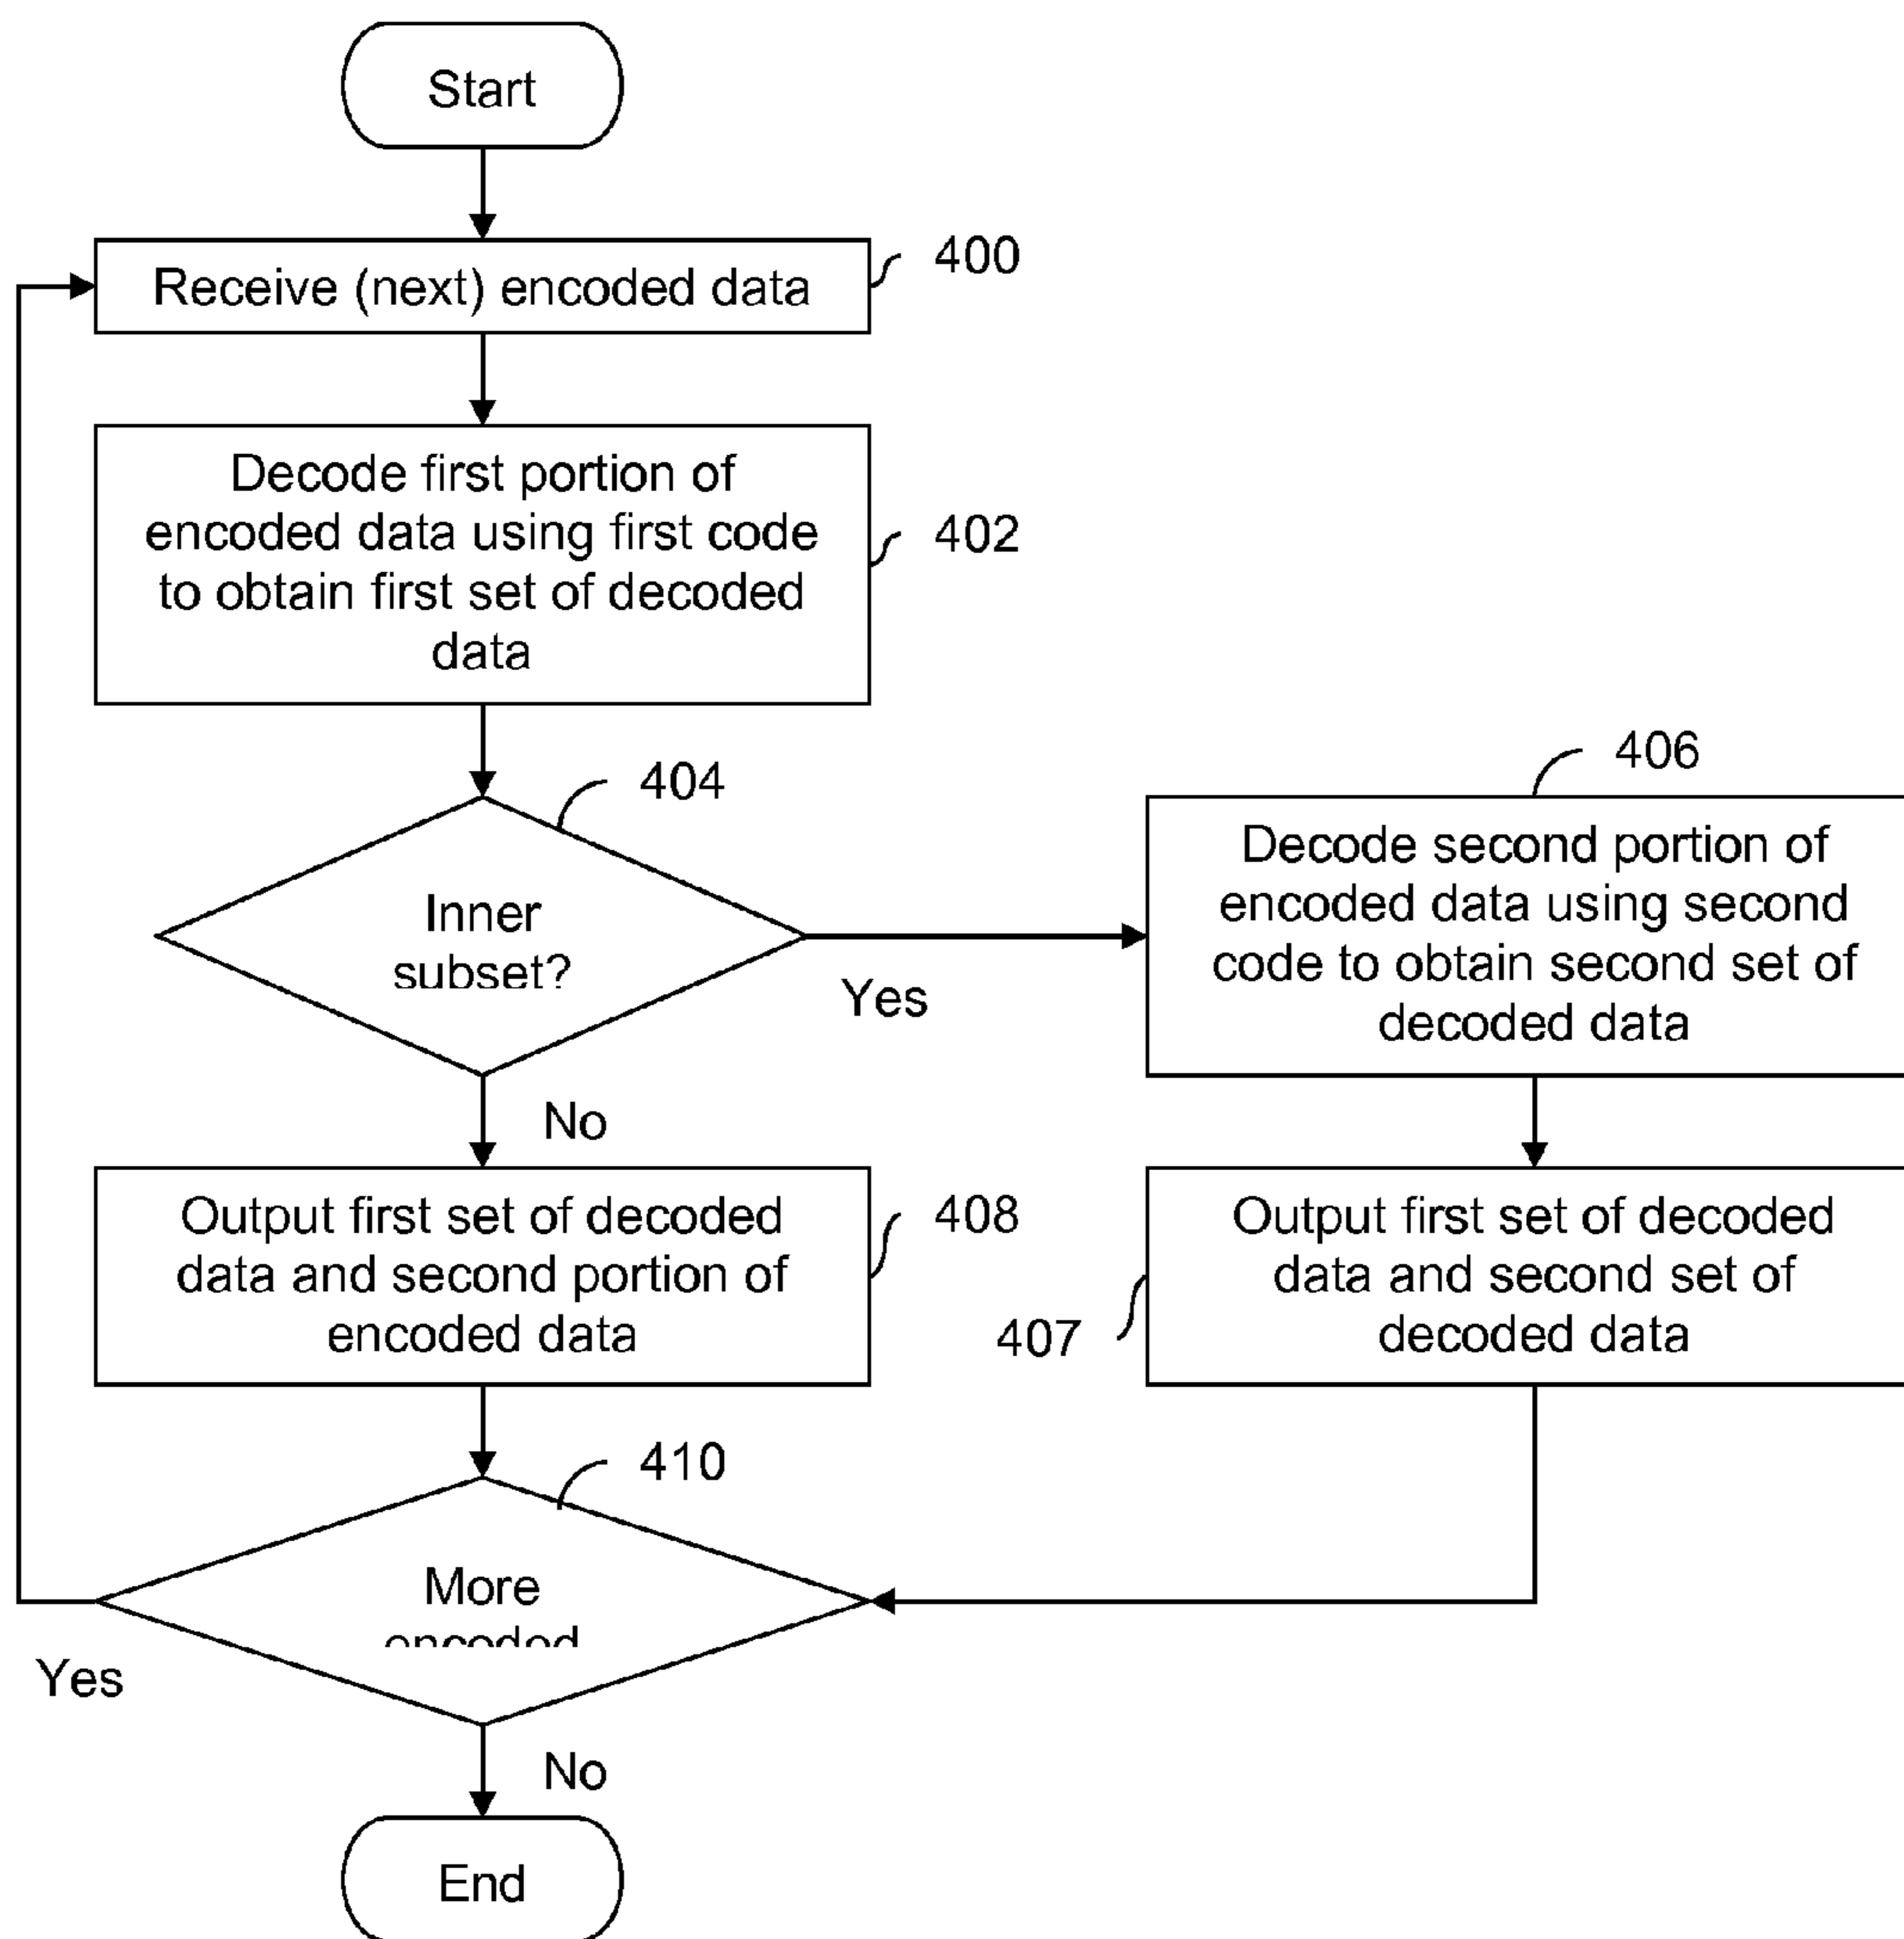 Start
Receive (next) encoded data
400
Decode first portion of
encoded data using first code
to obtain first set of decoded
data
402
404
Inner
subset?
Yes
No
406
Decode second portion of
encoded data using second
code to obtain second set of
decoded data
Output first set of decoded
data and second portion of
encoded data
408
Output first set of decoded
data and second set of
decoded data
407
410
More
encoded
Yes
No
End